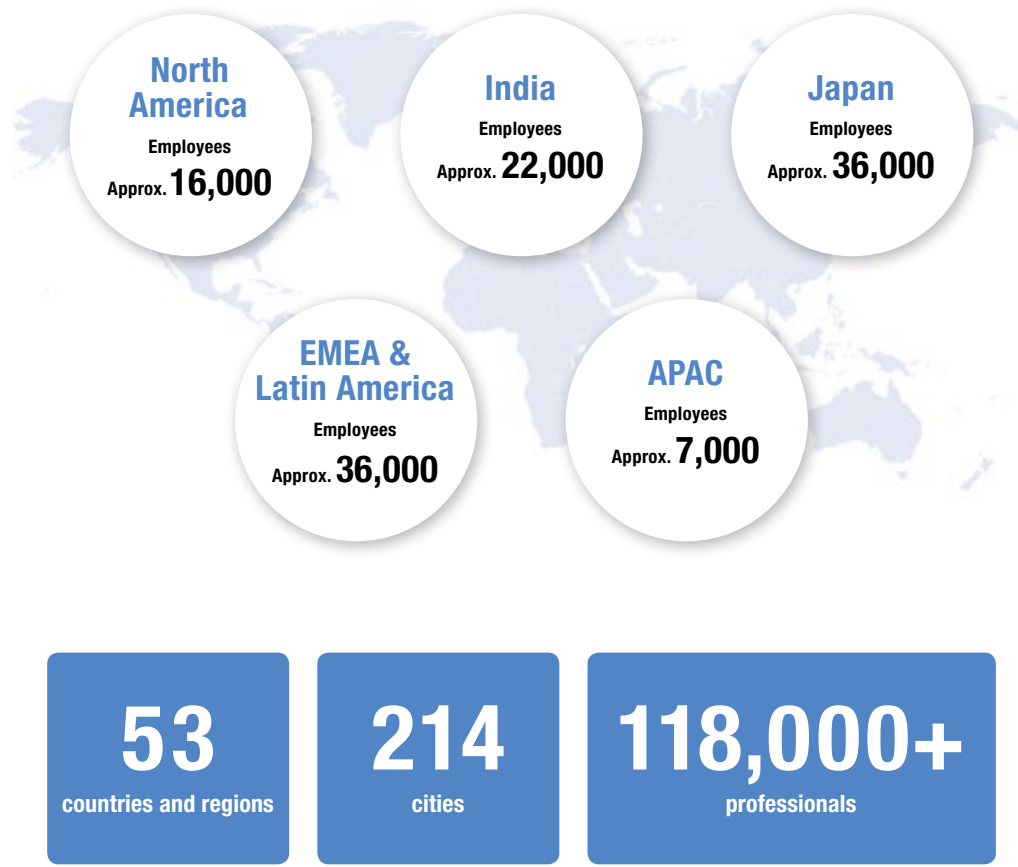 North
America
Employees
Approx. 16,000
India
Employees
Approx. 22,000
Japan
Employees
Approx. 36,000
EMEA &
Latin America
Employees
Approx. 36,000
APAC
Employees
Approx. 7,000
53
countries and regions
214
cities
118,000+
professionals